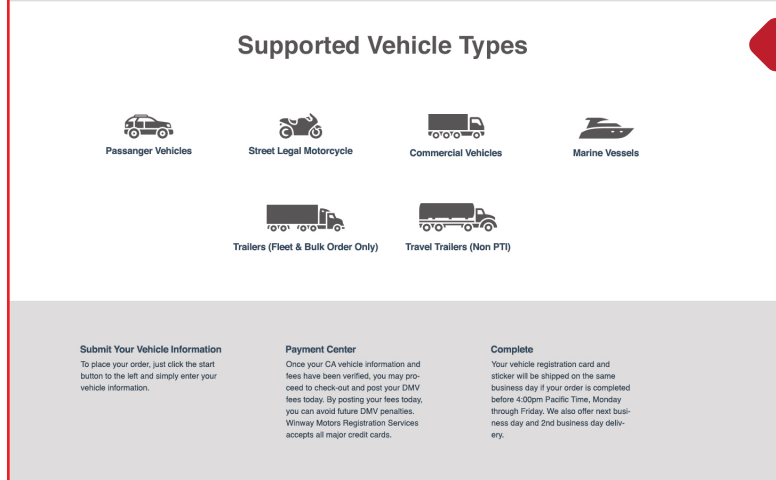 Supported Vehicle Types
Passanger Vehicles
Street Legal Motorcycle
Commercial Vehicles
Marine Vessels
Trailers (Fleet & Bulk Order Only)
Travel Trailers (Non PTI)
Submit Your Vehicle Information
To place your order, just click the start
button to the left and simply enter your
vehicle information.
Payment Center
Once your CA vehicle information and
fees have been verified, you may pro-
ceed to check-out and post your DMV
fees today. By posting your fees today,
you can avoid future DMV penalties.
Winway Motors Registration Services
accepts all major credit cards.
Complete
Your vehicle registration card and
sticker will be shipped on the same
business day if your order is completed
before 4:00pm Pacific Time, Monday
through Friday. We also offer next busi-
ness day and 2nd business day deliv-
ery.